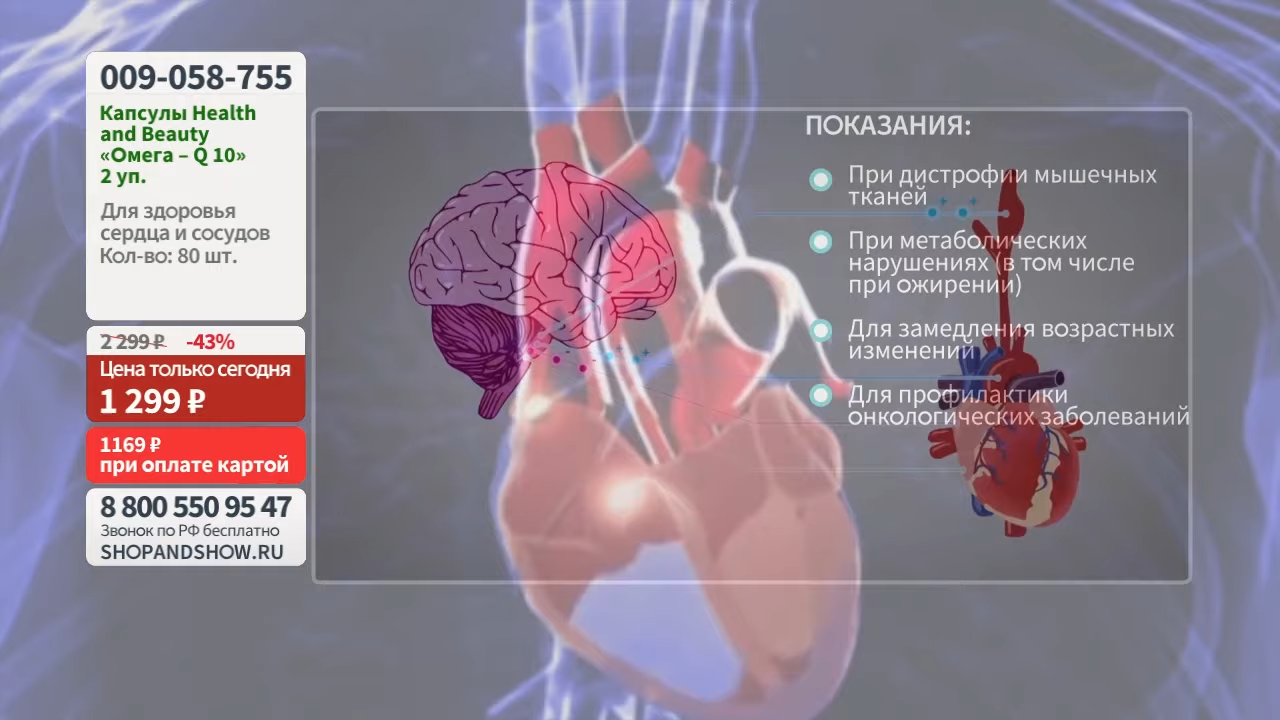 009-058-755
Капсулы Health
and Beauty
«Омега – Q 10»
2 уп.
Для здоровья
сердца и сосудов
Кол-во: 80 шт.
2 299 ₽ -43%
Цена только сегодня
1 299 ₽
1169 ₽
при оплате картой
8 800 550 95 47
Звонок по РФ бесплатно
SHOPANDSHOW.RU
ПОКАЗАНИЯ:
При дистрофии мышечных
тканей
При метаболических
нарушениях (в том числе
при ожирении)
Для замедления возрастных
изменений
Для профилактики
онкологических заболеваний